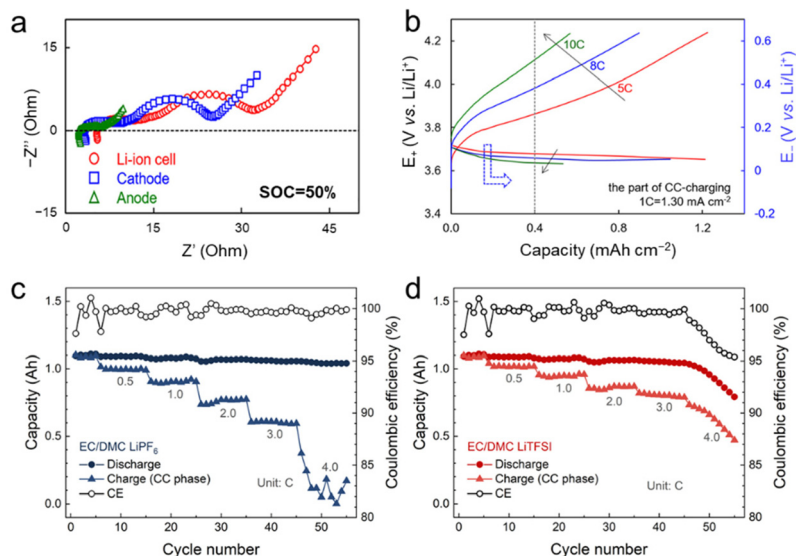 a
15
0
−15
0
15
30
45
−Z'' (Ohm)
Z' (Ohm)
Li-ion cell
Cathode
Anode
SOC=50%
b
4.2
4.0
3.8
3.6
3.4
0.0
0.4
0.8
1.2
0.6
0.4
0.2
0
-0.2
E+ (V vs. Li/Li+)
E− (V vs. Li/Li+)
Capacity (mAh cm−2)
10C
8C
5C
the part of CC-charging
1C=1.30 mA cm-2
c
1.5
1.0
0.5
0.0
0
10
20
30
40
50
100
95
90
85
80
Capacity (Ah)
Coulombic efficiency (%)
Cycle number
0.5
1.0
2.0
3.0
4.0
EC/DMC LiPF6
Discharge
Charge (CC phase)
CE
Unit: C
d
1.5
1.0
0.5
0.0
0
10
20
30
40
50
100
95
90
85
80
Capacity (Ah)
Coulombic efficiency (%)
Cycle number
0.5
1.0
2.0
3.0
4.0
EC/DMC LiTFSI
Discharge
Charge (CC phase)
CE
Unit: C